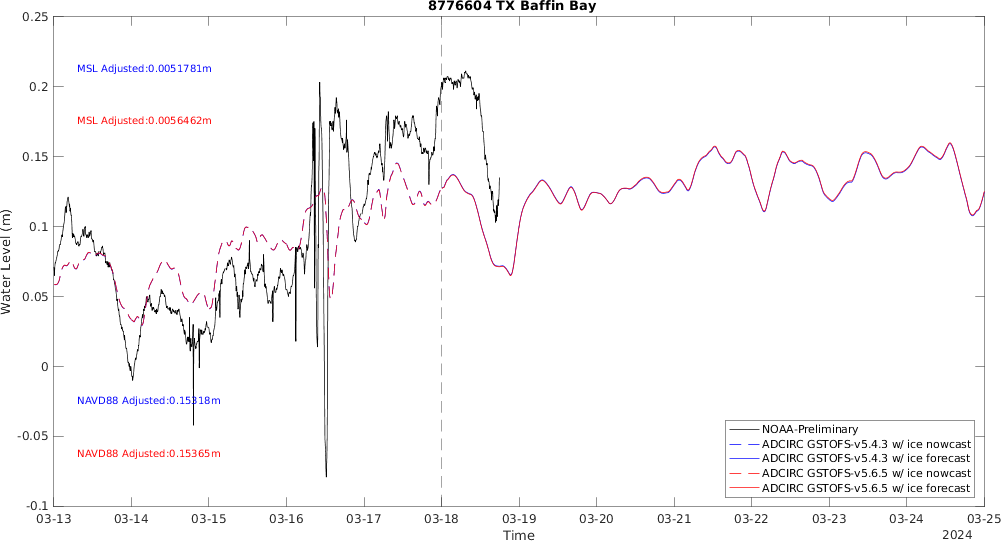 8776604 TX Baffin Bay
0.25
0.2
0.15
0.1
0.05
0
-0.05
-0.1
Water Level (m)
MSL Adjusted:0.0051781m
MSL Adjusted:0.0056462m
NAVD88 Adjusted:0.15318m
NAVD88 Adjusted:0.15365m
NOAA-Preliminary
ADCIRC GSTOFS-v5.4.3 w/ ice nowcast
ADCIRC GSTOFS-v5.4.3 w/ ice forecast
ADCIRC GSTOFS-v5.6.5 w/ ice nowcast
ADCIRC GSTOFS-v5.6.5 w/ ice forecast
03-13 03-14 03-15 03-16 03-17 03-18 03-19 03-20 03-21 03-22 03-23 03-24 03-25
Time
2024